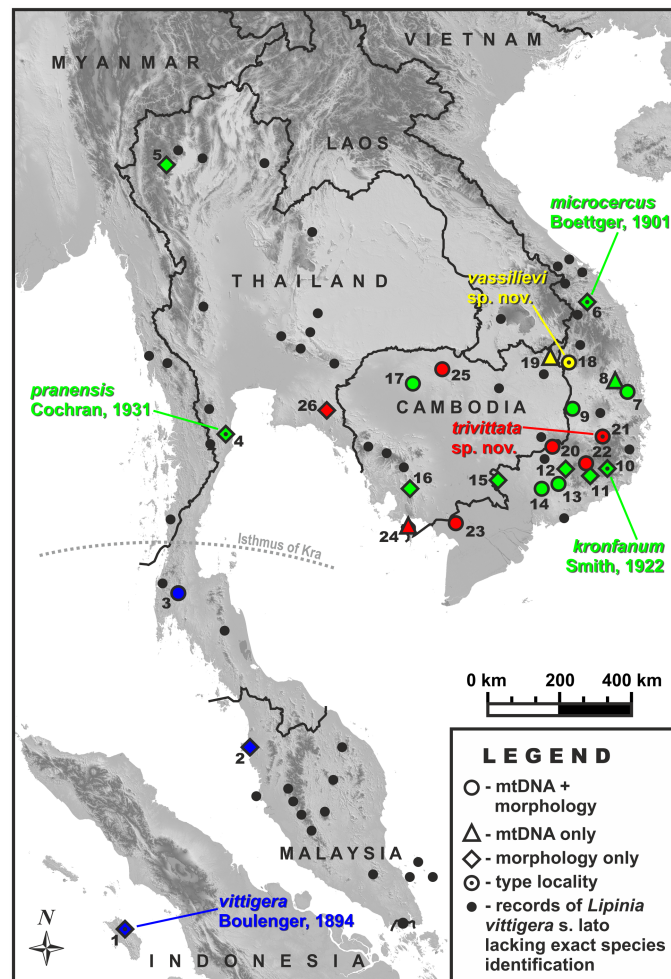 VIETNAM
MYANMAR
LAOS
5
microcercus
Boettger, 1901
THAILAND
vassilievi
sp. nov.
6
19
18
17
25
8
7
pranensis
Cochran, 1931
26
CAMBODIA
9
4
trivittata
sp. nov.
21
20
22
16
15
12
10
11
14
13
24
23
Isthmus of Kra
kronfanum
Smith, 1922
3
0 km 200 400 km
2
LEGEND
- mtDNA +
morphology
- mtDNA only
- morphology only
- type locality
- records of Lipinia
vittigera s. lato
lacking exact species
identification
MALAYSIA
vittigera
Boulenger, 1894
N
1
INDONESIA